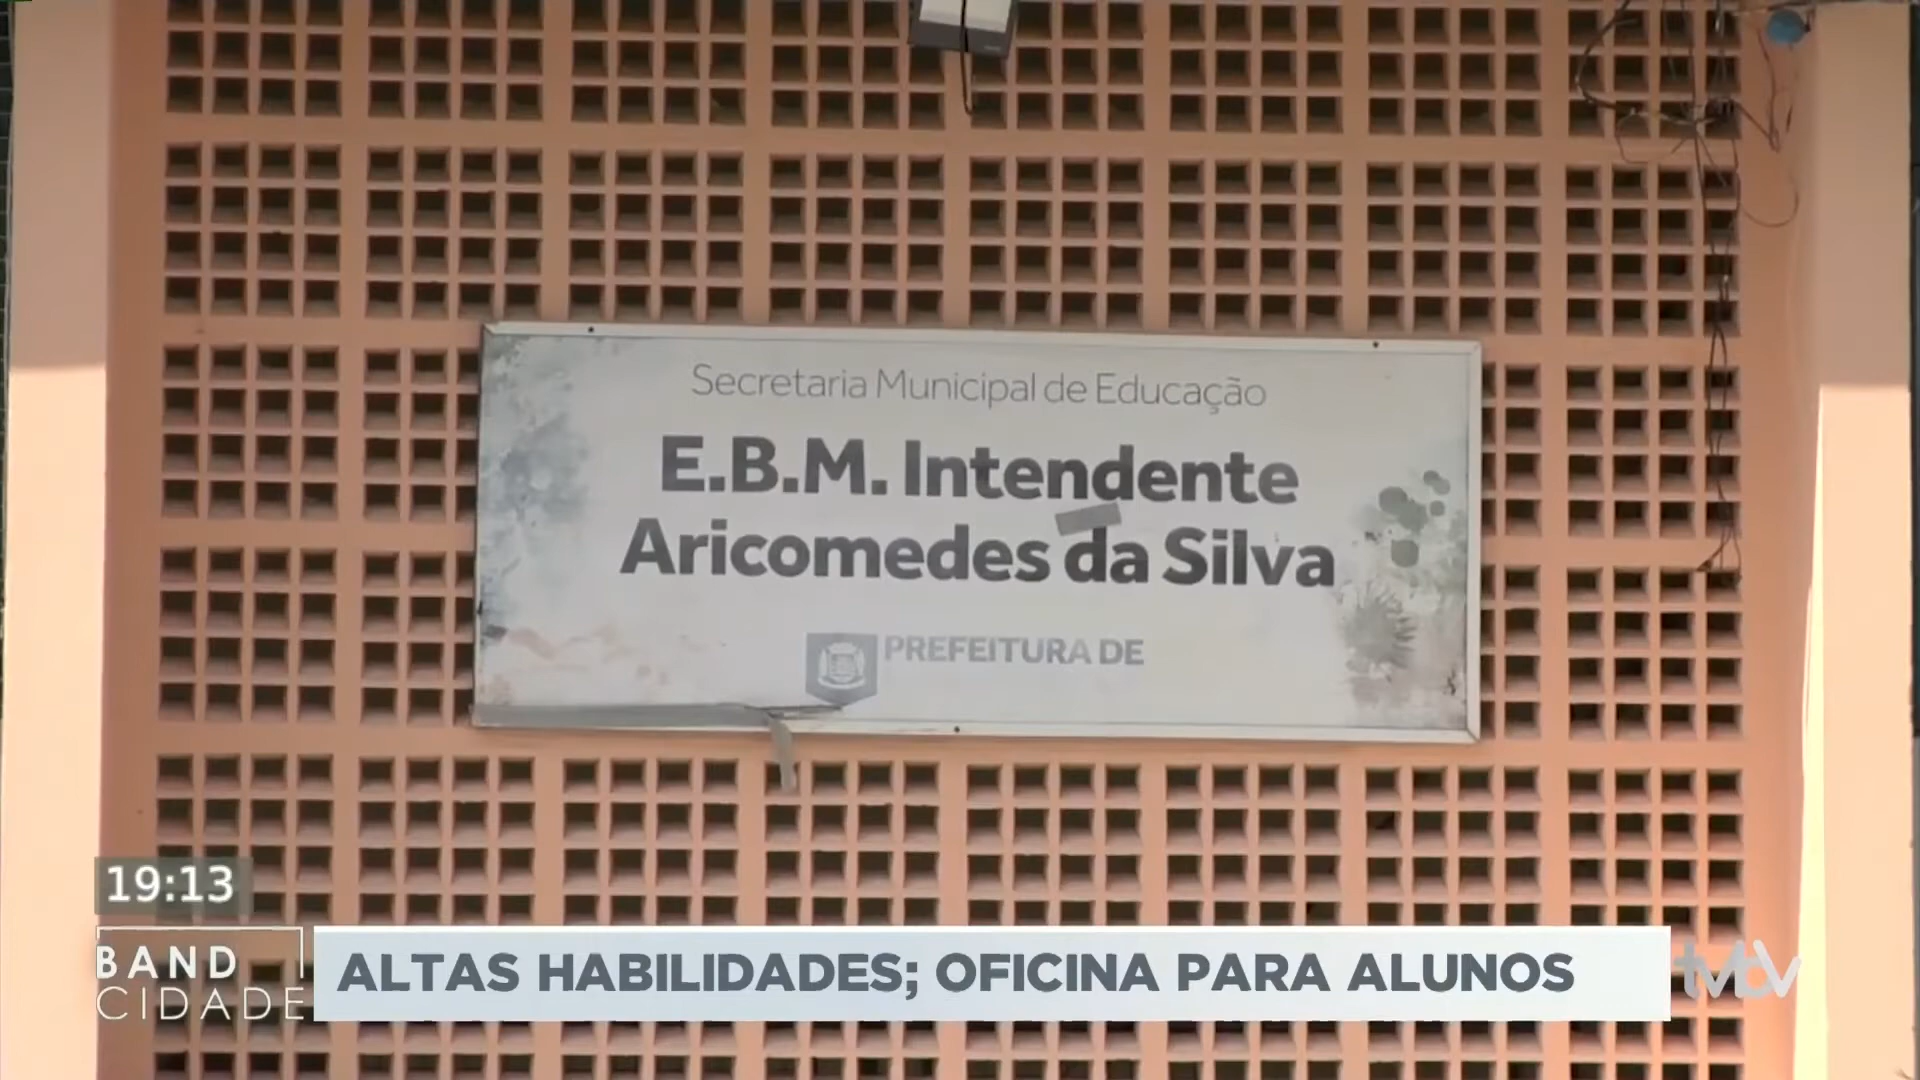 Secretaria Municipal de Educação
E.B.M. Intendente
Aricomedes da Silva
PREFEITURA DE
19:13
BAND
CIDADE
ALTAS HABILIDADES; OFICINA PARA ALUNOS
tvbv